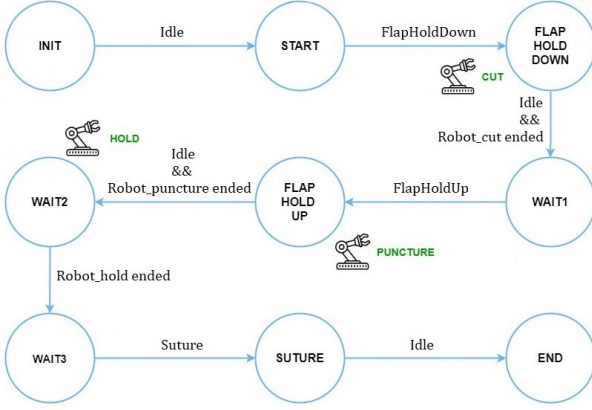 Idle
FlapHoldDown
INIT
START
FLAP
HOLD
DOWN
CUT
Idle
&&
Robot_cut ended
HOLD
Idle
&&
Robot_puncture ended
FlapHoldUp
WAIT2
FLAP
HOLD
UP
WAIT1
PUNCTURE
Robot_hold ended
Suture
Idle
WAIT3
SUTURE
END